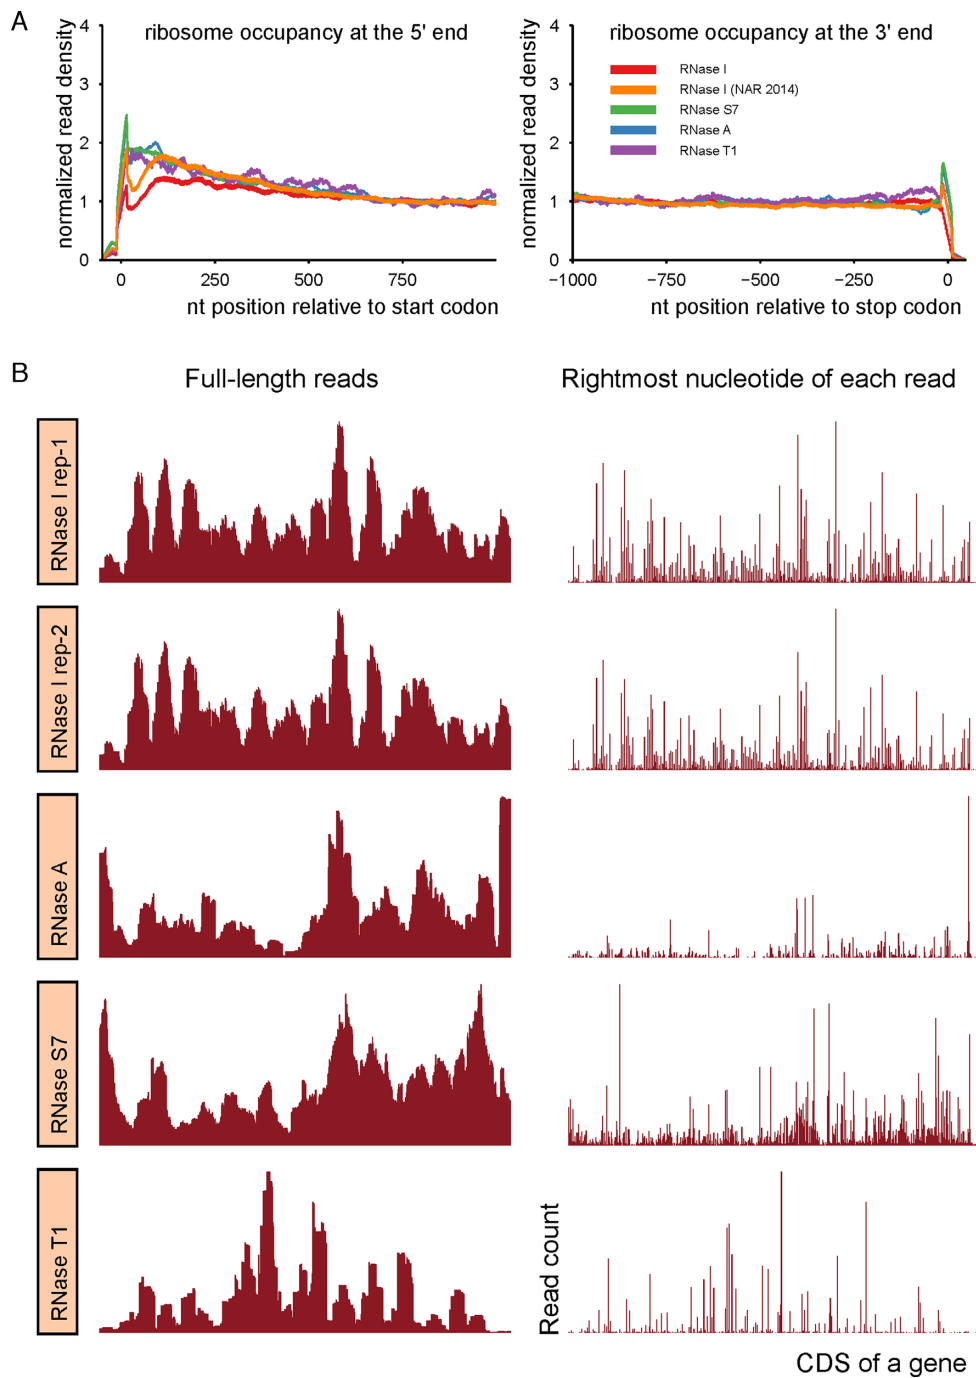 A
ribosome occupancy at the 5' end
normalized read density
4
3
2
1
0
0
250
500
750
nt position relative to start codon
ribosome occupancy at the 3' end
RNase I
RNase I (NAR 2014)
RNase S7
RNase A
RNase T1
normalized read density
4
3
2
1
0
−1000
−750
−500
−250
0
nt position relative to stop codon
B
Full-length reads
Rightmost nucleotide of each read
RNase I rep-1
RNase I rep-2
RNase A
RNase S7
RNase T1
Read count
CDS of a gene